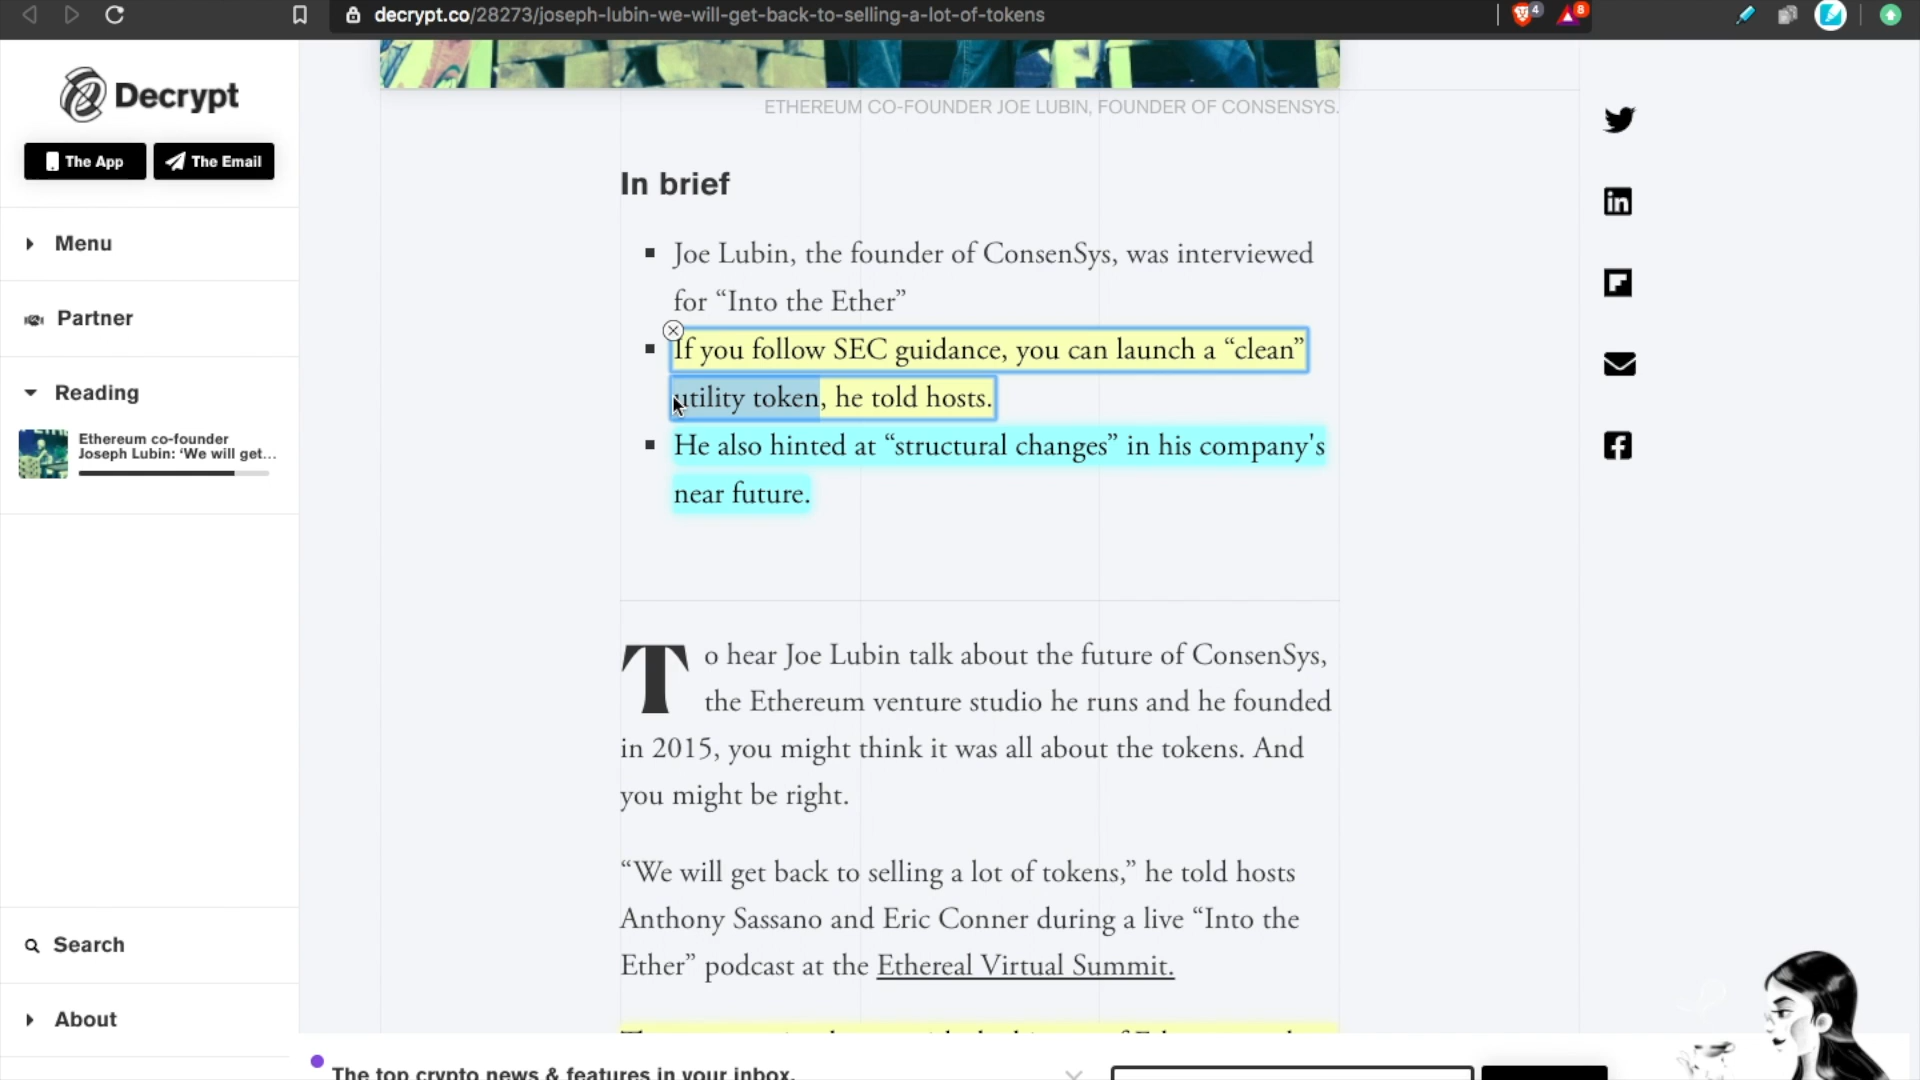 decrypt.co/28273/joseph-lubin-we-will-get-back-to-selling-a-lot-of-tokens
4
8
Decrypt
The App
The Email
Menu
Partner
Reading
Ethereum co-founder
Joseph Lubin: ‘We will get...
Search
About
ETHEREUM CO-FOUNDER JOE LUBIN, FOUNDER OF CONSENSYS.
In brief
Joe Lubin, the founder of ConsenSys, was interviewed
for “Into the Ether”
If you follow SEC guidance, you can launch a “clean”
utility token, he told hosts.
He also hinted at “structural changes” in his company's
near future.
To hear Joe Lubin talk about the future of ConsenSys,
the Ethereum venture studio he runs and he founded
in 2015, you might think it was all about the tokens. And
you might be right.
“We will get back to selling a lot of tokens,” he told hosts
Anthony Sassano and Eric Conner during a live “Into the
Ether” podcast at the Ethereal Virtual Summit.
The top crypto news & features in your inbox.